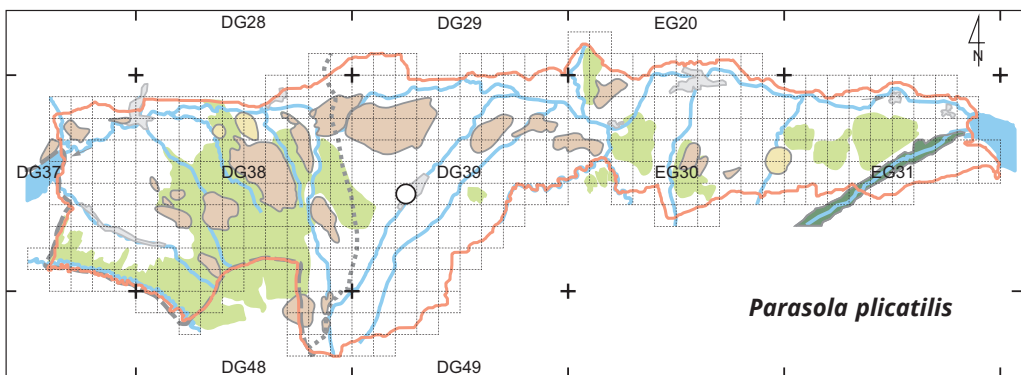 DG28 DG29 EG20
N
DG37 DG38 DG39 EG30 EG31
Parasola plicatilis
DG48 DG49